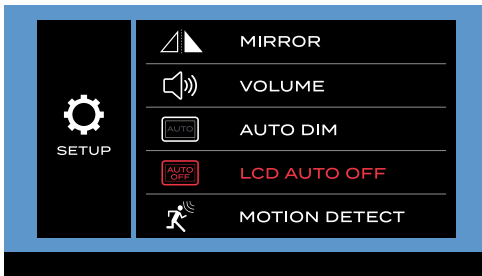 SETUP
MIRROR
VOLUME
AUTO
AUTO DIM
AUTO
OFF
LCD AUTO OFF
MOTION DETECT